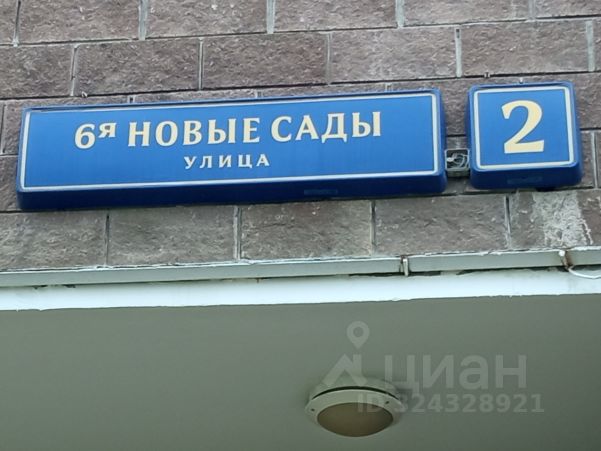 6я НОВЫЕ САДЫ
УЛИЦА
2
циан
ID 324328921